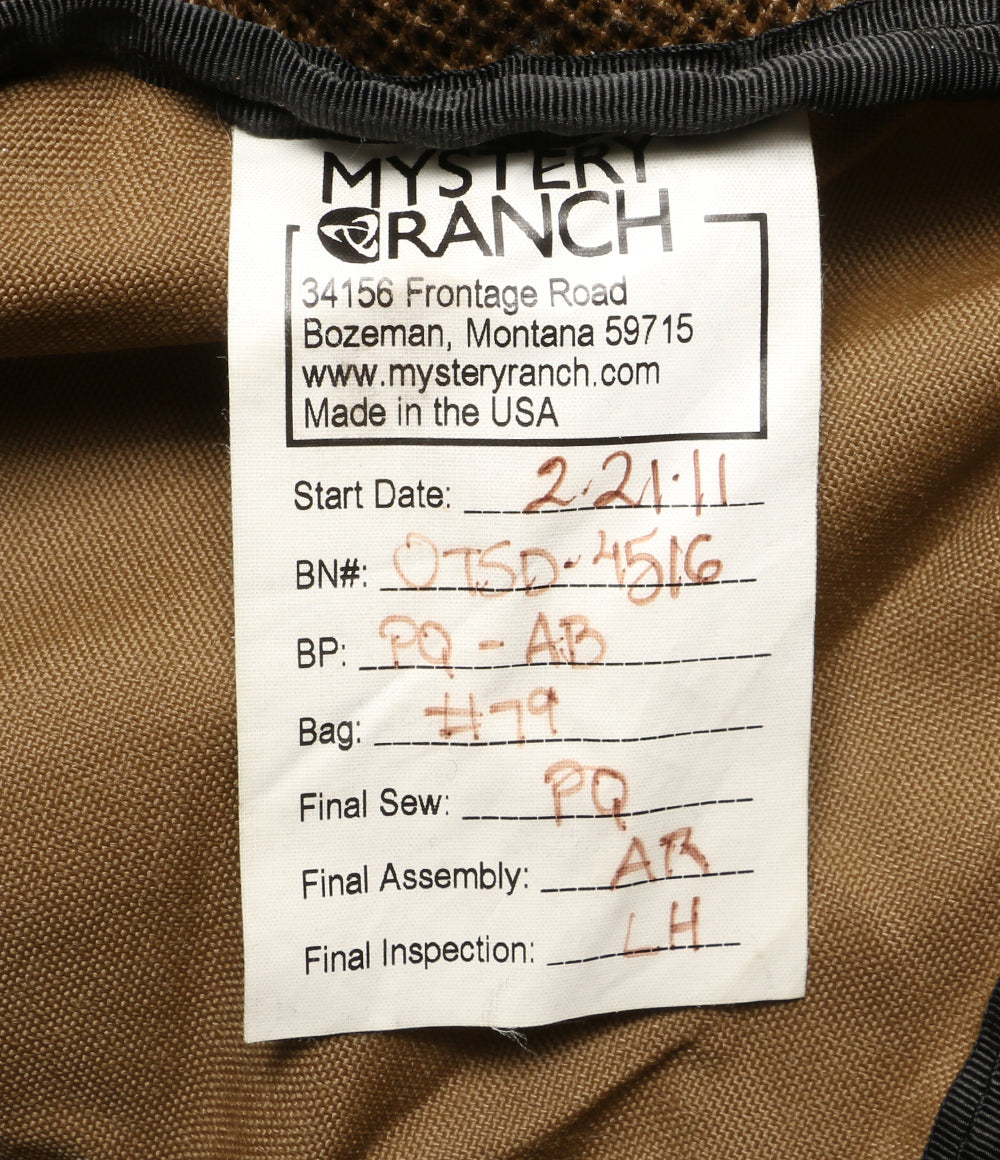 MYSTERY
RANCH
34156 Frontage Road
Bozeman, Montana 59715
www.mysteryranch.com
Made in the USA
Start Date: 2.21.11
BN#: OTSD-4516
BP: PQ - AB
Bag: #79
Final Sew: PQ
Final Assembly: AB
Final Inspection: LH